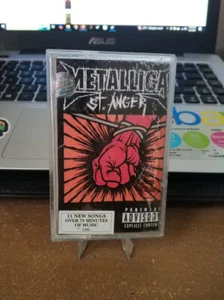 ASUS
METALLICA
ST. ANGER
11 NEW SONGS
OVER 75 MINUTES
OF MUSIC
PARENTAL
ADVISORY
EXPLICIT CONTENT